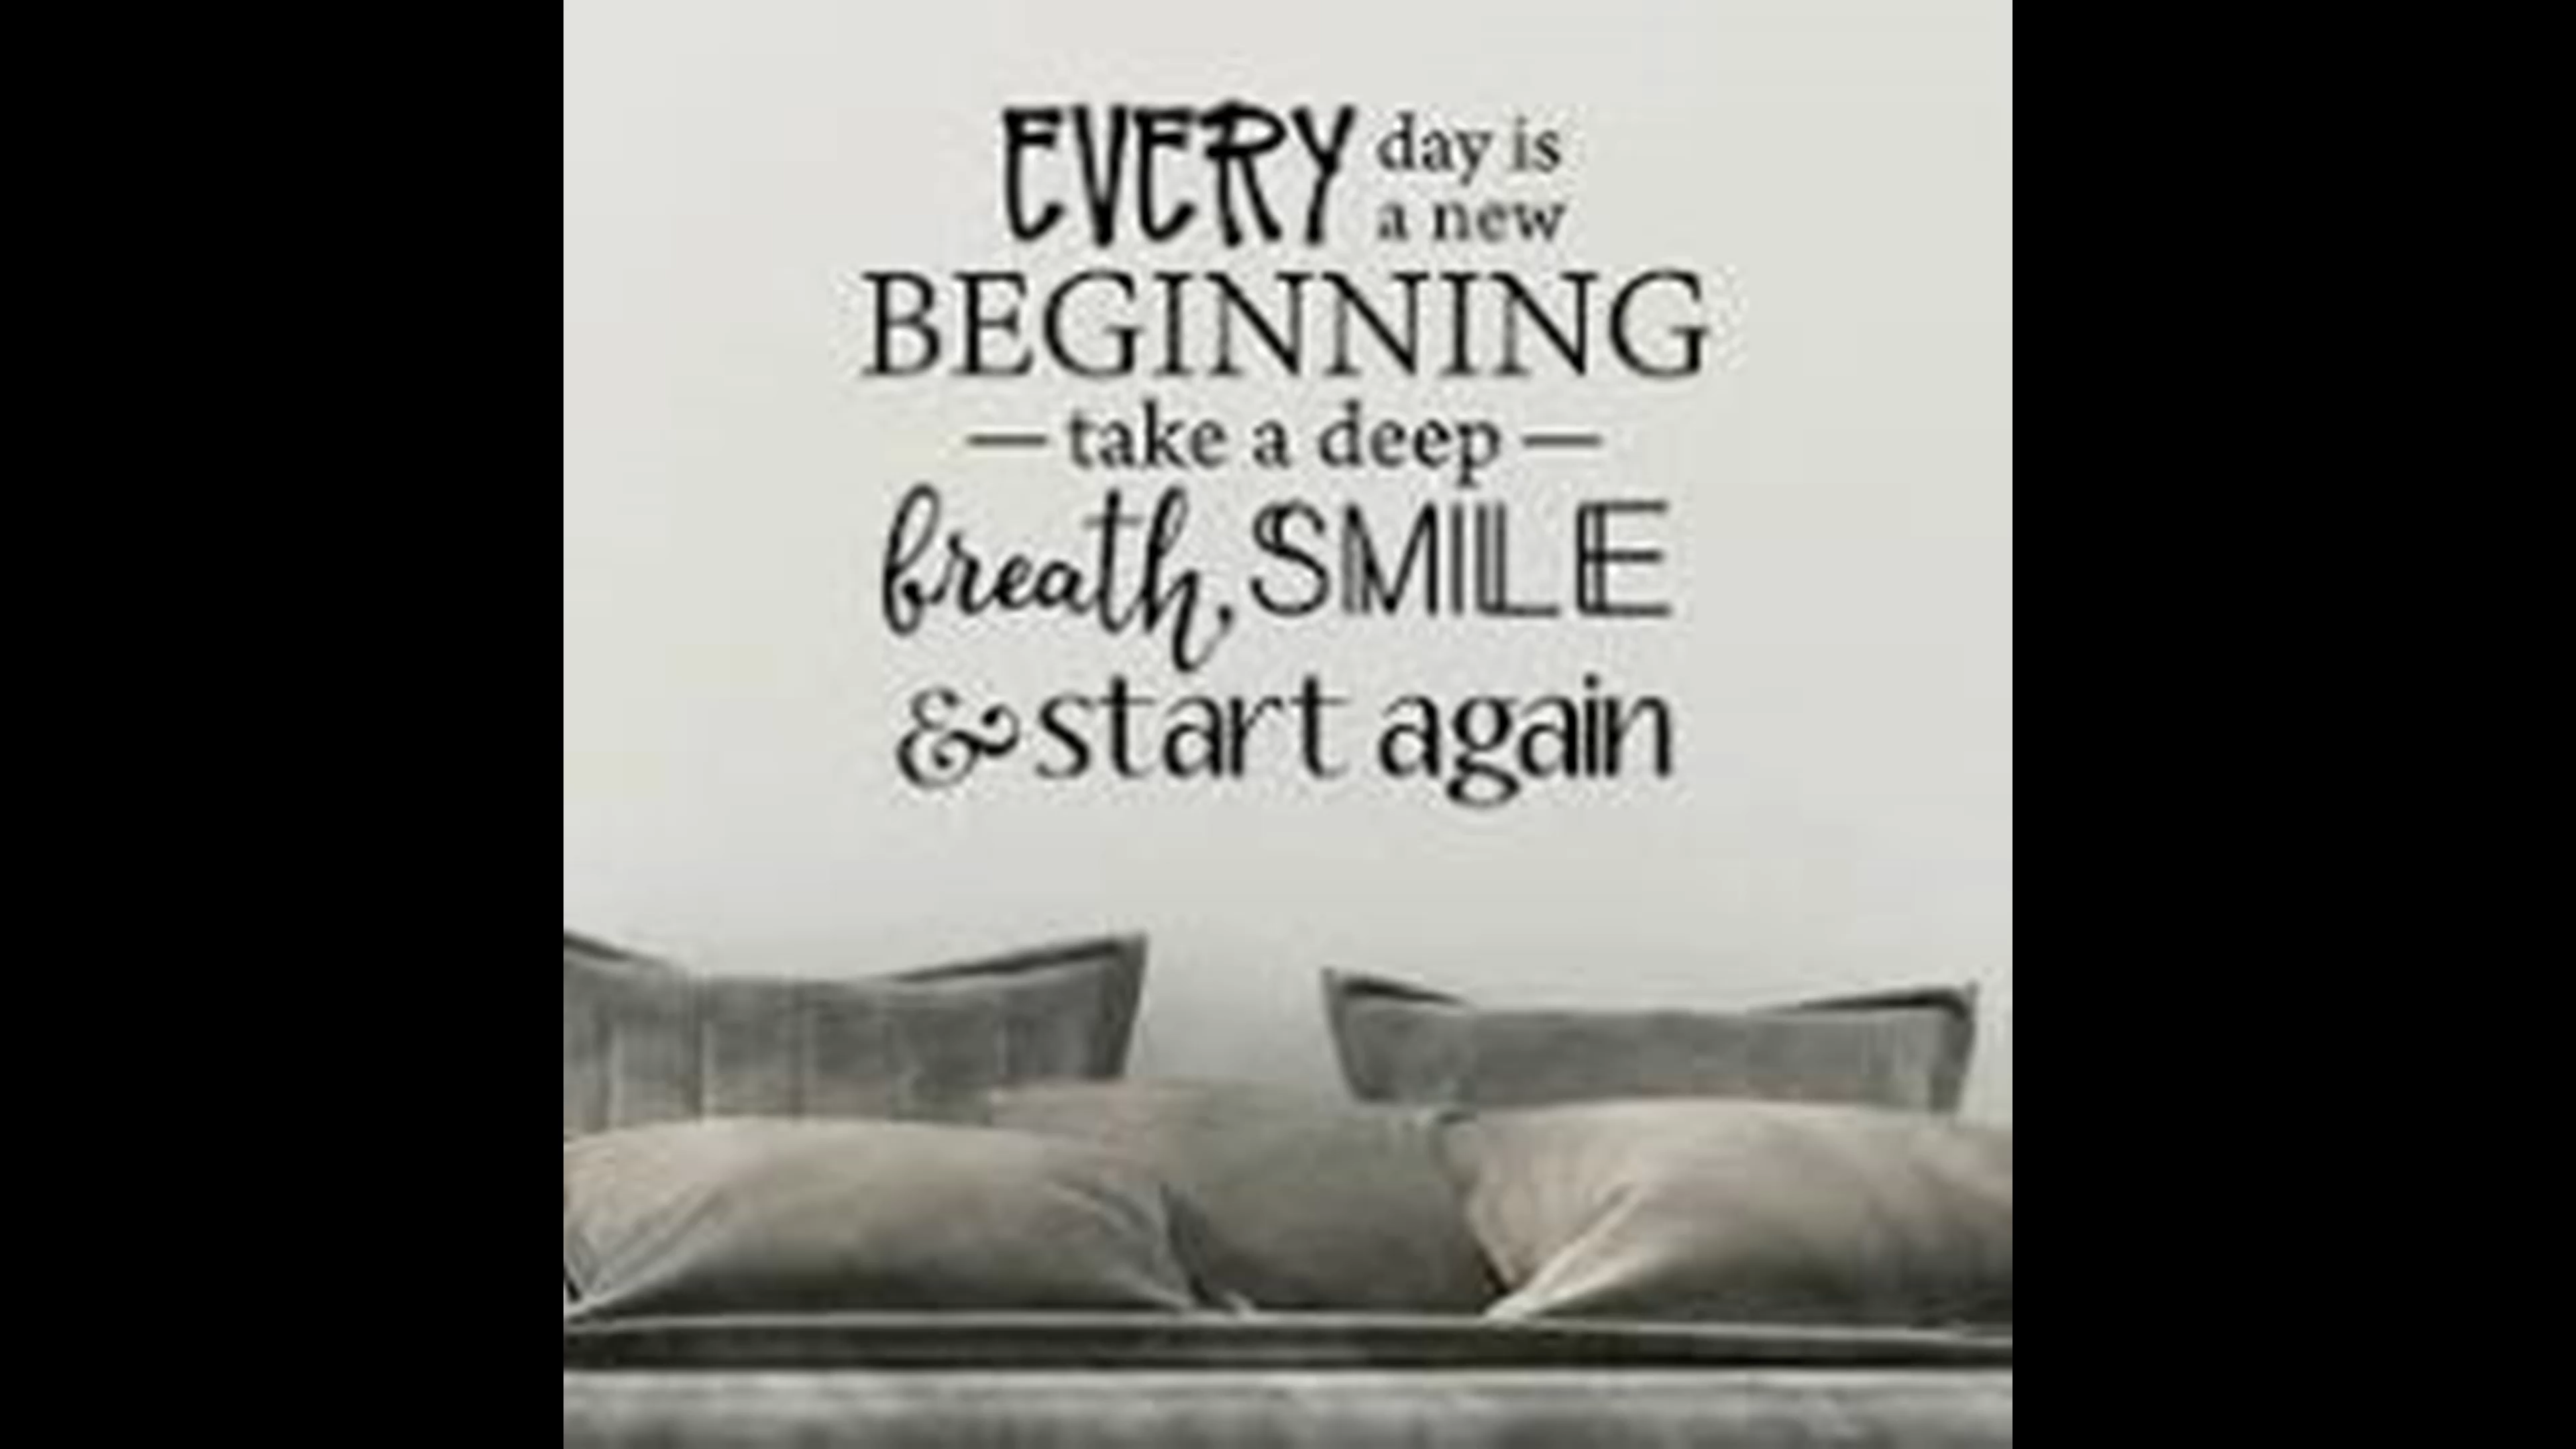 EVERY day is
a new
BEGINNING
— take a deep —
breath, SMILE
& start again